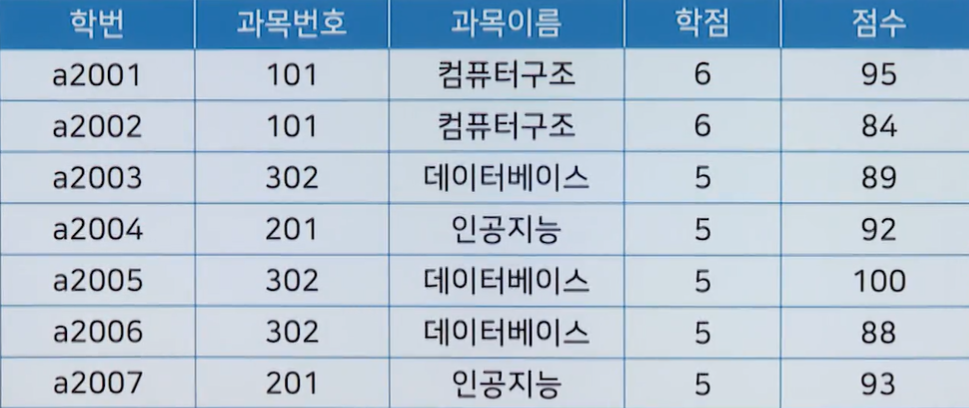 학번 과목번호 과목이름 학점 점수
a2001 101 컴퓨터구조 6 95
a2002 101 컴퓨터구조 6 84
a2003 302 데이터베이스 5 89
a2004 201 인공지능 5 92
a2005 302 데이터베이스 5 100
a2006 302 데이터베이스 5 88
a2007 201 인공지능 5 93